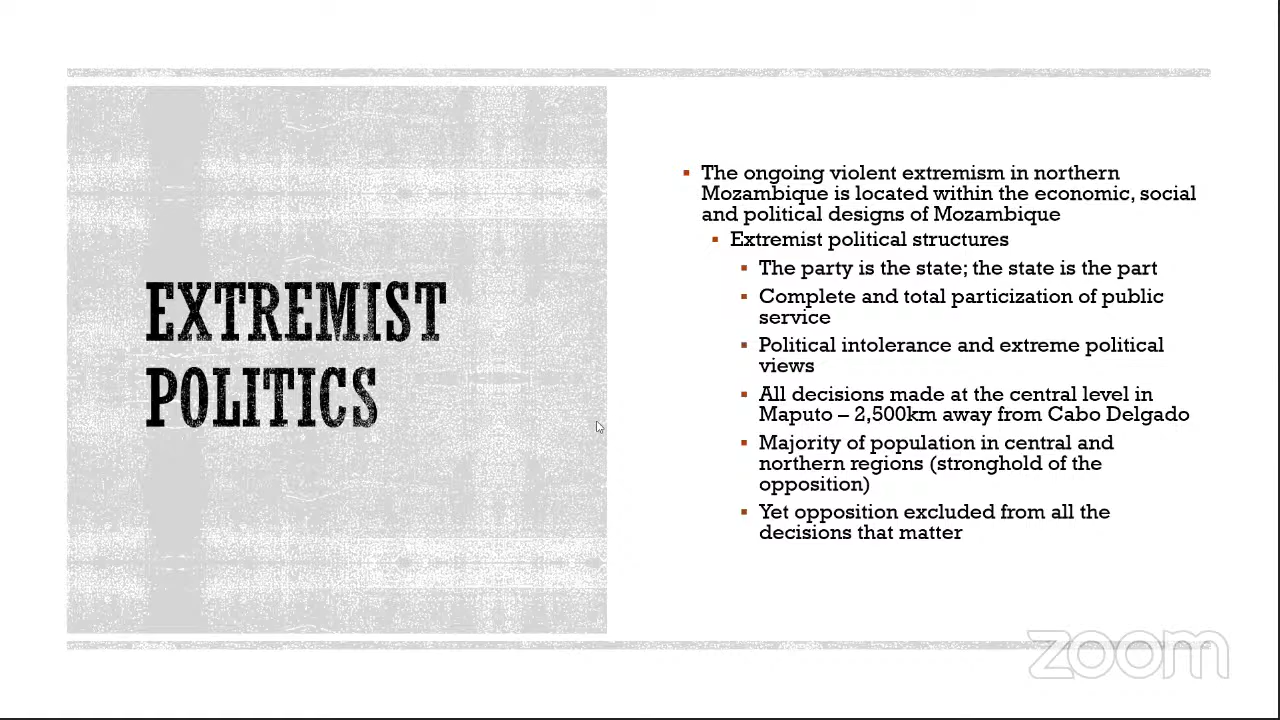 EXTREMIST
POLITICS
The ongoing violent extremism in northern
Mozambique is located within the economic, social
and political designs of Mozambique
Extremist political structures
The party is the state; the state is the part
Complete and total particization of public
service
Political intolerance and extreme political
views
All decisions made at the central level in
Maputo – 2,500km away from Cabo Delgado
Majority of population in central and
northern regions (stronghold of the
opposition)
Yet opposition excluded from all the
decisions that matter
zoom